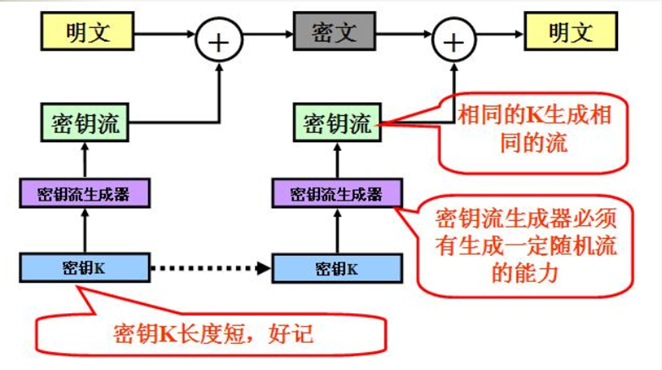 明文
密文
明文
密钥流
密钥流
相同的K生成相
同的流
密钥流生成器
密钥流生成器
密钥流生成器必须
有生成一定随机流
的能力
密钥K
密钥K
密钥K长度短，好记